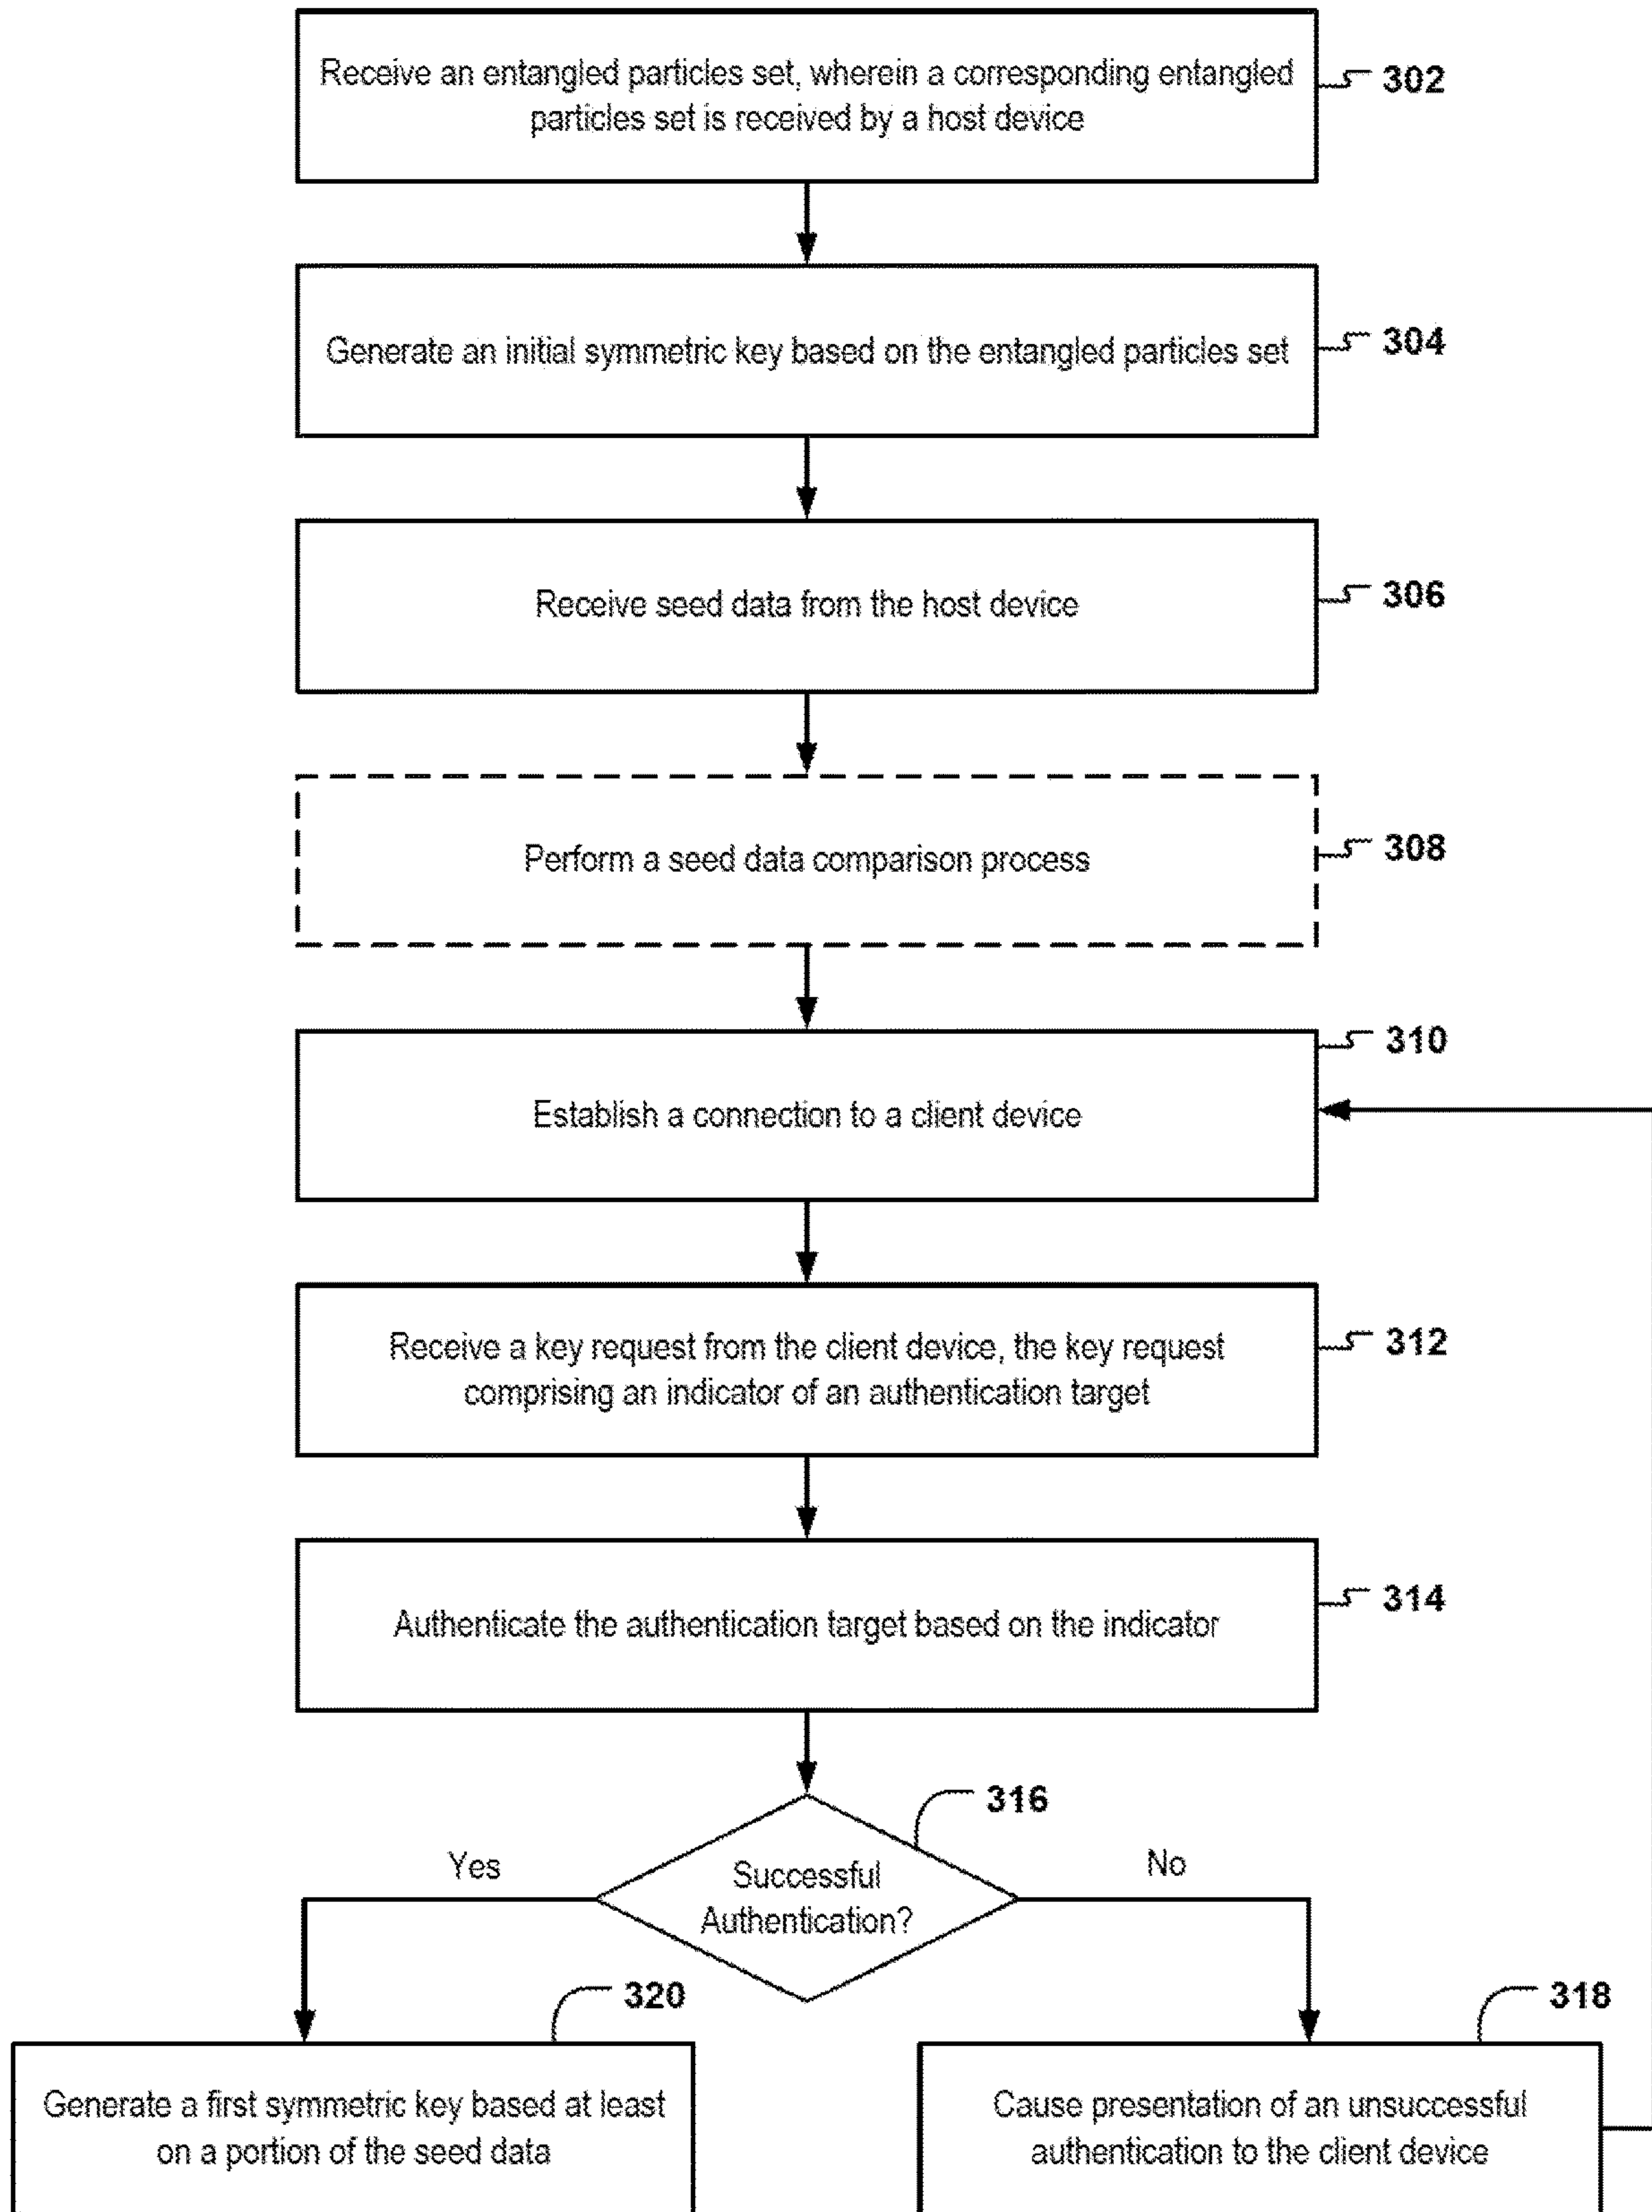 Receive an entangled particles set, wherein a corresponding entangled
particles set is received by a host device
302
Generate an initial symmetric key based on the entangled particles set
304
Receive seed data from the host device
306
Perform a seed data comparison process
308
310
Establish a connection to a client device
Receive a key request from the client device, the key request
comprising an indicator of an authentication target
312
Authenticate the authentication target based on the indicator
314
316
Yes
Successful
Authentication?
No
320
318
Generate a first symmetric key based at least
on a portion of the seed data
Cause presentation of an unsuccessful
authentication to the client device